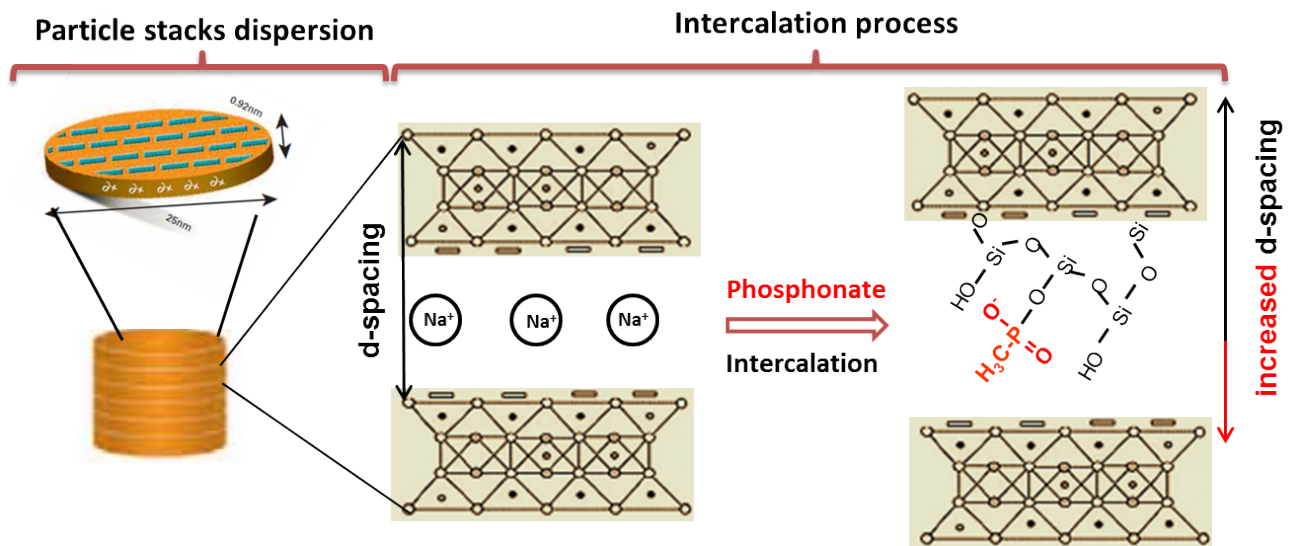 Particle stacks dispersion
Intercalation process
0.92nm
∂x ∂x ∂x ∂x ∂x
25nm
d-spacing
Na⁺ Na⁺ Na⁺
Phosphonate
Intercalation
O
Si
O
Si
O
HO
O
Si
Si
O
HO
O⁻
H₃C-P
O
increased d-spacing